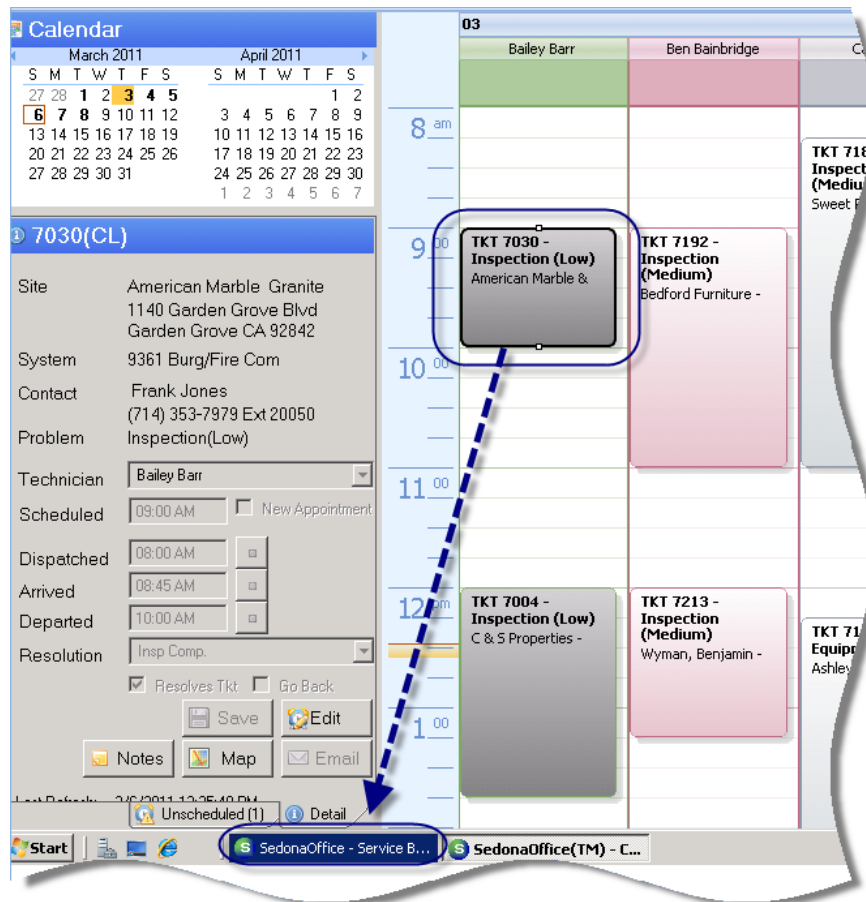 Calendar
March 2011
April 2011
S M T W T F S
S M T W T F S
27 28 1 2 3 4 5
1 2
6 7 8 9 10 11 12
3 4 5 6 7 8 9
13 14 15 16 17 18 19
10 11 12 13 14 15 16
20 21 22 23 24 25 26
17 18 19 20 21 22 23
27 28 29 30 31
24 25 26 27 28 29 30
1 2 3 4 5 6 7
7030(CL)
Site
American Marble Granite
1140 Garden Grove Blvd
Garden Grove CA 92842
System
9361 Burg/Fire Com
Contact
Frank Jones
(714) 353-7979 Ext 20050
Problem
Inspection(Low)
Technician
Bailey Barr
Scheduled
09:00 AM
New Appointment
Dispatched
08:00 AM
Arrived
08:45 AM
Departed
10:00 AM
Resolution
Insp Comp.
Resolves Tkt
Go Back
Save
Edit
Notes
Map
Email
Unscheduled (1)
Detail
03
Bailey Barr
Ben Bainbridge
8 am
9 00
10 00
11 00
12 pm
1 00
TKT 7030 -
Inspection (Low)
American Marble &
TKT 7192 -
Inspection
(Medium)
Bedford Furniture -
TKT 718
Inspect
(Mediu
Sweet
TKT 7004 -
Inspection (Low)
C & S Properties -
TKT 7213 -
Inspection
(Medium)
Wyman, Benjamin -
TKT 71
Equip
Ashley
Start
SedonaOffice - Service B...
SedonaOffice(TM) - C...